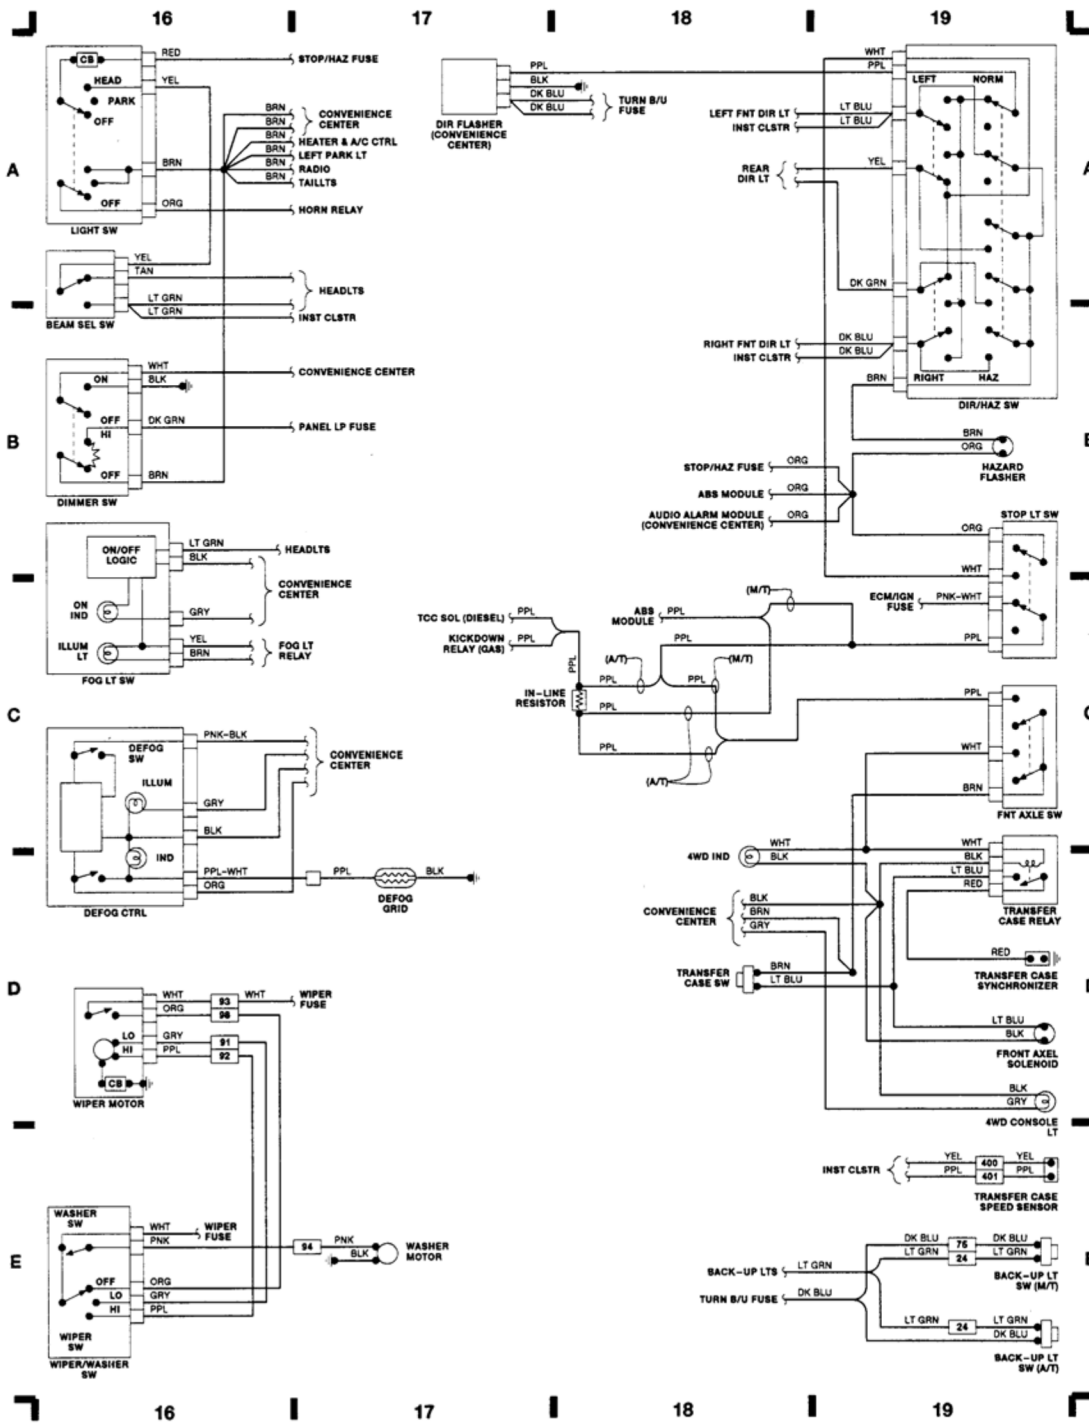 16 17 18 19
A
CB
RED
STOP/HAZ FUSE
HEAD
YEL
PARK
OFF
BRN
BRN
CONVENIENCE
CENTER
BRN
HEATER & A/C CTRL
BRN
LEFT PARK LT
BRN
BRN
RADIO
BRN
TAILLTS
OFF
ORG
HORN RELAY
LIGHT SW
YEL
TAN
HEADLTS
LT GRN
LT GRN
INST CLSTR
BEAM SEL SW
PPL
BLK
DK BLU
DK BLU
TURN B/U
FUSE
DIR FLASHER
(CONVENIENCE
CENTER)
WHT
PPL
LEFT NORM
LEFT FNT DIR LT
LT BLU
INST CLSTR
LT BLU
REAR
DIR LT
YEL
DK GRN
RIGHT FNT DIR LT
DK BLU
INST CLSTR
DK BLU
BRN
RIGHT HAZ
DIR/HAZ SW
A
B
WHT
CONVENIENCE CENTER
ON
BLK
OFF
DK GRN
PANEL LP FUSE
HI
OFF
BRN
DIMMER SW
BRN
ORG
HAZARD
FLASHER
STOP/HAZ FUSE
ORG
ABS MODULE
ORG
AUDIO ALARM MODULE
(CONVENIENCE CENTER)
ORG
STOP LT SW
ORG
WHT
ECM/IGN
FUSE
PNK-WHT
PPL
ON/OFF
LOGIC
LT GRN
HEADLTS
BLK
CONVENIENCE
CENTER
ON
IND
GRY
ILLUM
LT
YEL
BRN
FOG LT
RELAY
FOG LT SW
TCC SOL (DIESEL)
PPL
KICKDOWN
RELAY (GAS)
PPL
ABS
MODULE
PPL
(M/T)
PPL
(A/T)
(M/T)
PPL
IN-LINE
RESISTOR
PPL
PPL
PPL
PPL
(A/T)
C
PPL
WHT
BRN
FNT AXLE SW
DEFOG
SW
PNK-BLK
CONVENIENCE
CENTER
ILLUM
GRY
BLK
IND
PPL-WHT
PPL
BLK
ORG
DEFOG
GRID
DEFOG CTRL
4WD IND
WHT
BLK
WHT
BLK
LT BLU
RED
TRANSFER
CASE RELAY
CONVENIENCE
CENTER
BLK
BRN
GRY
RED
TRANSFER CASE
SYNCHRONIZER
TRANSFER
CASE SW
BRN
LT BLU
LT BLU
BLK
FRONT AXEL
SOLENOID
BLK
GRY
4WD CONSOLE
LT
D
WHT
93
WHT
WIPER
FUSE
ORG
98
LO
GRY
91
HI
PPL
92
CB
WIPER MOTOR
INST CLSTR
YEL
400
YEL
PPL
401
PPL
TRANSFER CASE
SPEED SENSOR
E
WASHER
SW
WHT
WIPER
FUSE
PNK
94
PNK
BLK
WASHER
MOTOR
OFF
ORG
LO
GRY
HI
PPL
WIPER
SW
WIPER/WASHER
SW
BACK-UP LTS
LT GRN
TURN B/U FUSE
DK BLU
DK BLU
75
DK BLU
LT GRN
24
LT GRN
BACK-UP LT
SW (M/T)
LT GRN
24
LT GRN
DK BLU
BACK-UP LT
SW (A/T)
16 17 18 19